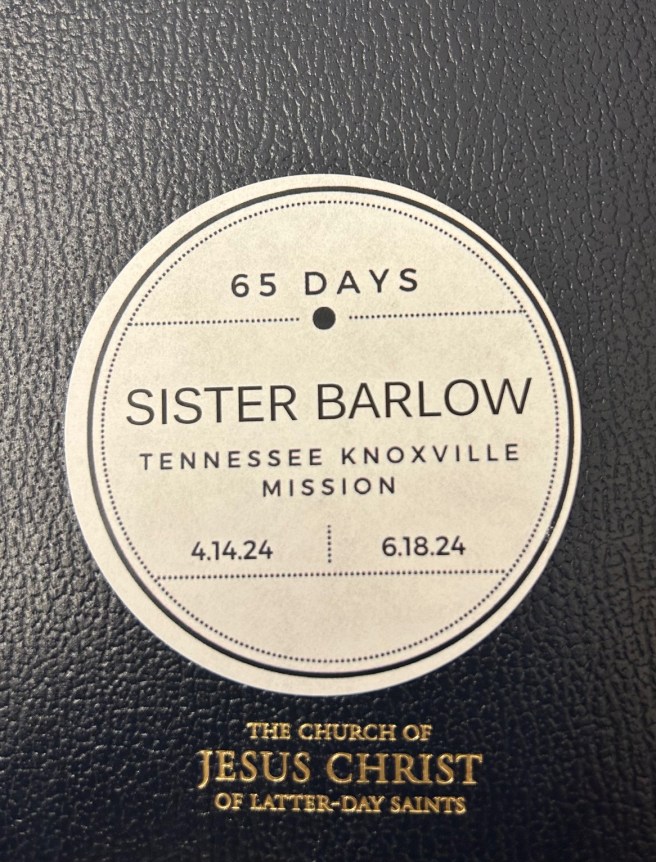 65 DAYS
SISTER BARLOW
TENNESSEE KNOXVILLE
MISSION
4.14.24
6.18.24
THE CHURCH OF
JESUS CHRIST
OF LATTER-DAY SAINTS